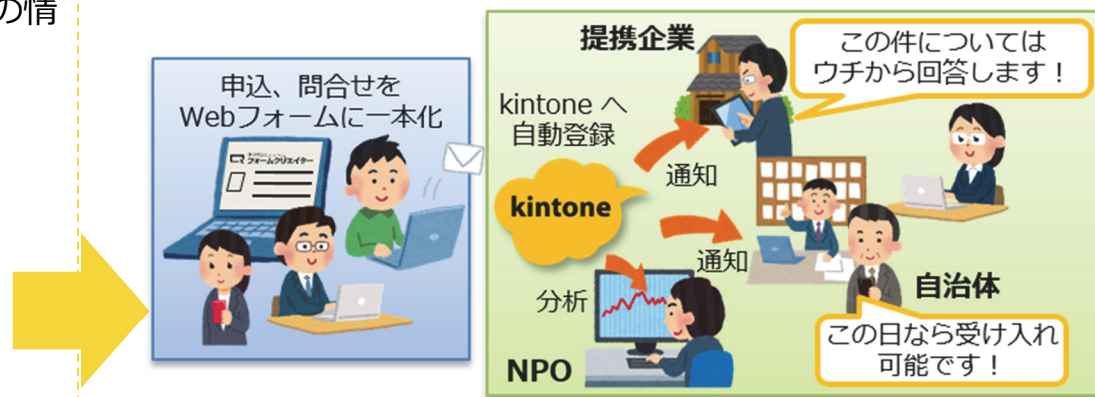 の情
申込、問合せを
Webフォームに一本化
フォームクリエイター
提携企業
この件については
ウチから回答します！
kintone へ
自動登録
通知
kintone
通知
分析
自治体
この日なら受け入れ
可能です！
NPO